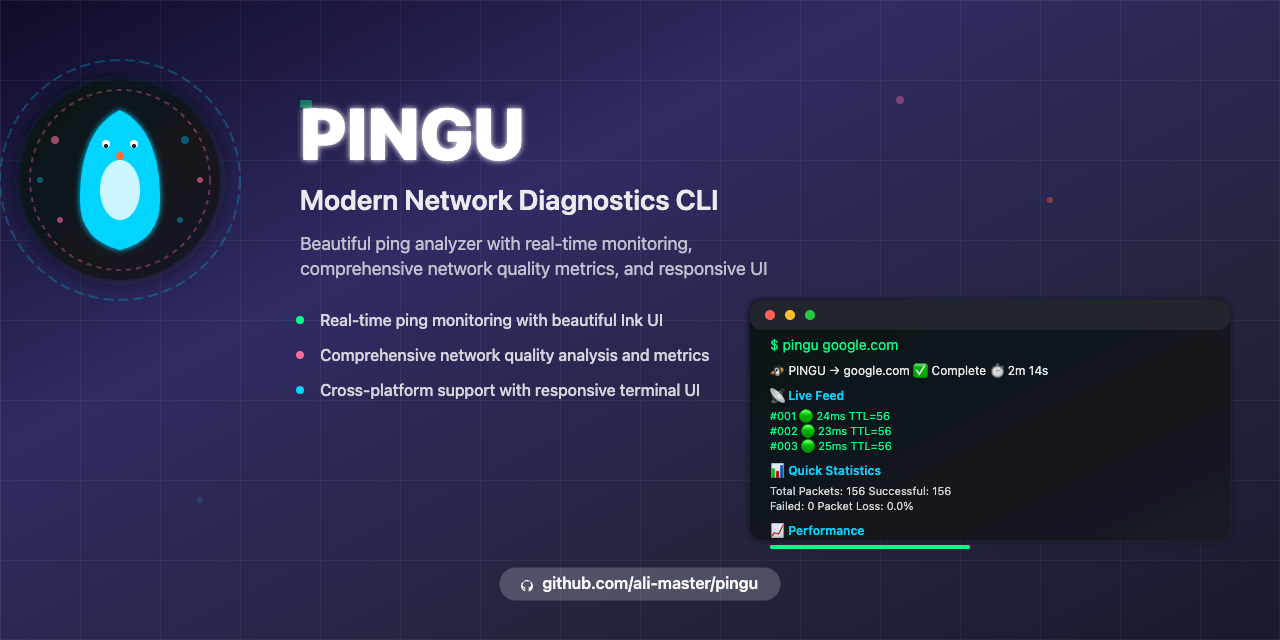 PINGU
Modern Network Diagnostics CLI
Beautiful ping analyzer with real-time monitoring,
comprehensive network quality metrics, and responsive UI
Real-time ping monitoring with beautiful Ink UI
Comprehensive network quality analysis and metrics
Cross-platform support with responsive terminal UI
$ pingu google.com
🐧 PINGU → google.com ✅ Complete ⏱️ 2m 14s
📡 Live Feed
#001 🟢 24ms TTL=56
#002 🟢 23ms TTL=56
#003 🟢 25ms TTL=56
📊 Quick Statistics
Total Packets: 156 Successful: 156
Failed: 0 Packet Loss: 0.0%
📈 Performance
github.com/ali-master/pingu